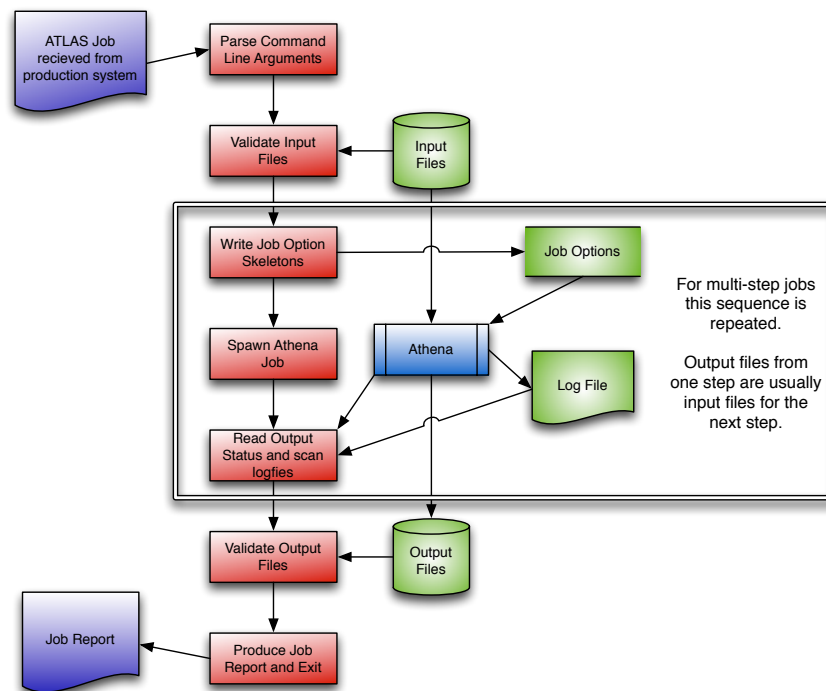 ATLAS Job
recieved from
production system
Parse Command
Line Arguments
Validate Input
Files
Input
Files
Write Job Option
Skeletons
Job Options
For multi-step jobs
this sequence is
repeated.
Output files from
one step are usually
input files for the
next step.
Spawn Athena
Job
Athena
Log File
Read Output
Status and scan
logfies
Validate Output
Files
Output
Files
Job Report
Produce Job
Report and Exit